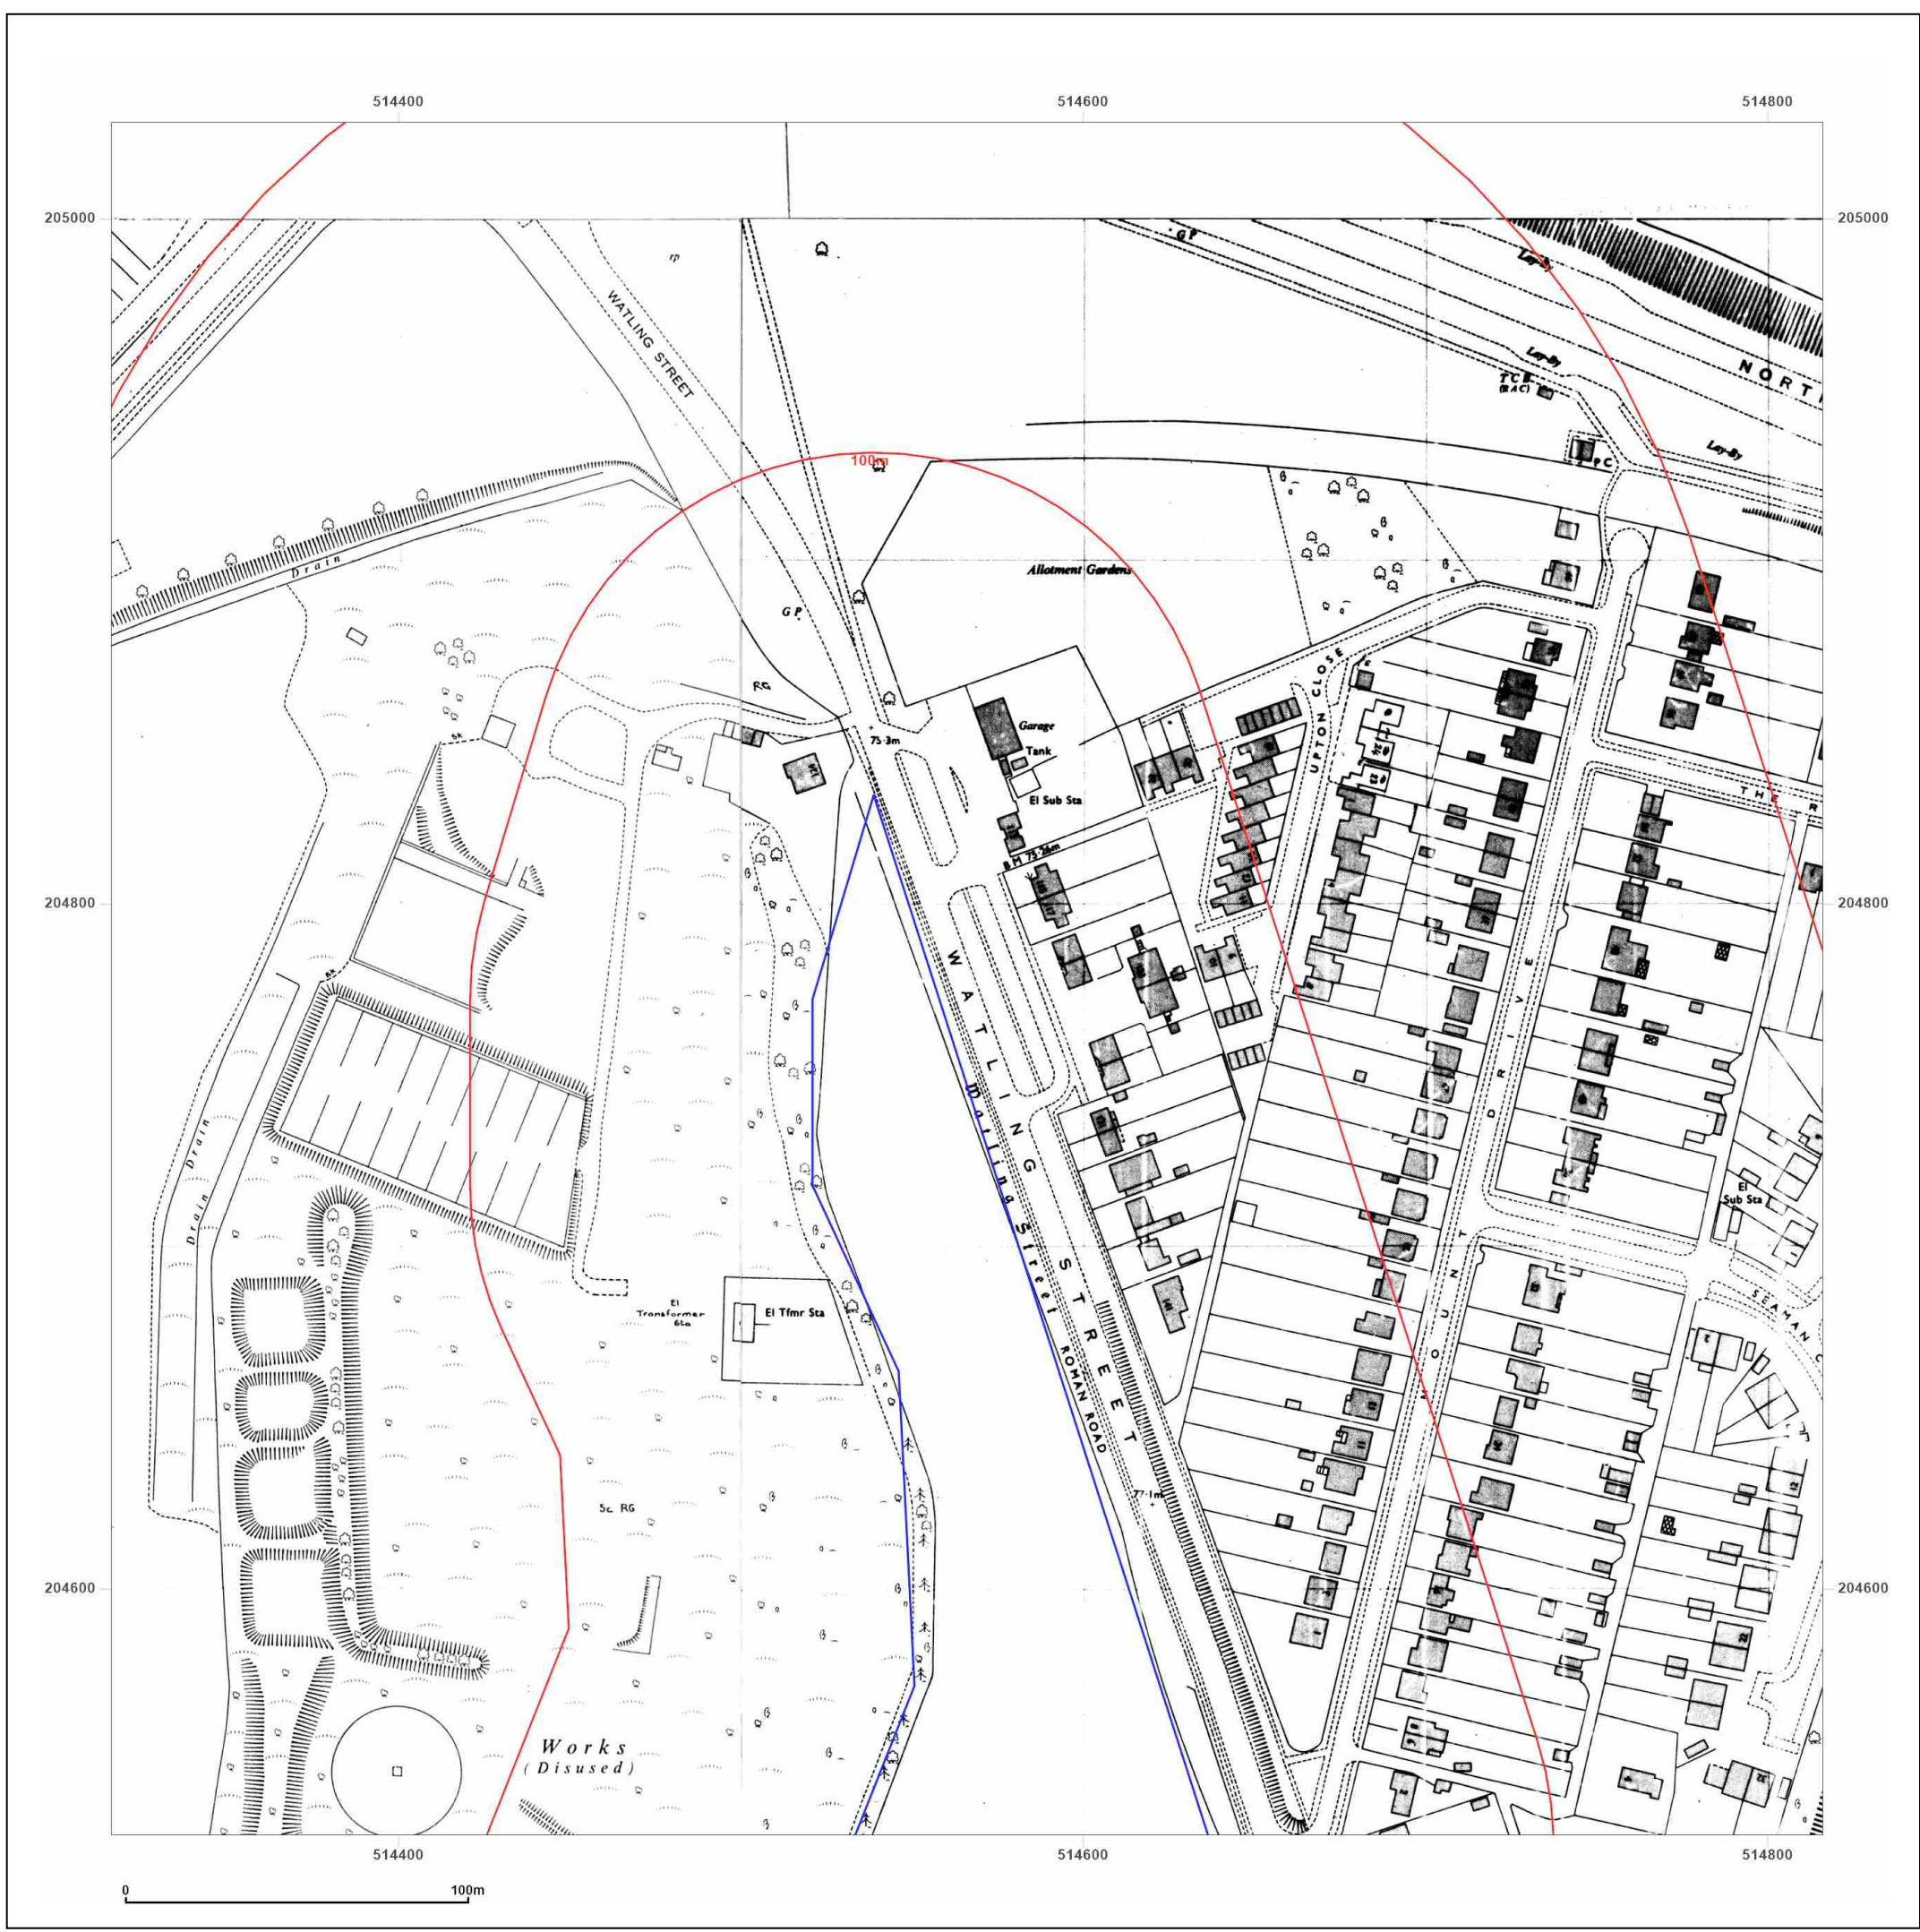 514400
514600
514800
205000
205000
GP
Lay-By
rp
WATLING STREET
Lay-By
NORT
TCB
(RAC)
100m
Lay-By
PC
Drain
Allotment Gardens
GP
UPTON CLOSE
RG
Garage
75·3m
Tank
El Sub Sta
THE R
BM 75·26m
204800
204800
WATLING STREET
DRIVE
Watling Street
ROMAN ROAD
Drain
Drain
El
Sub Sta
MOUNT
El
Transformer
Sta
El Tfmr Sta
SEAMAN C
77·1m
Sc RG
204600
204600
Works
(Disused)
514400
514600
514800
0
100m